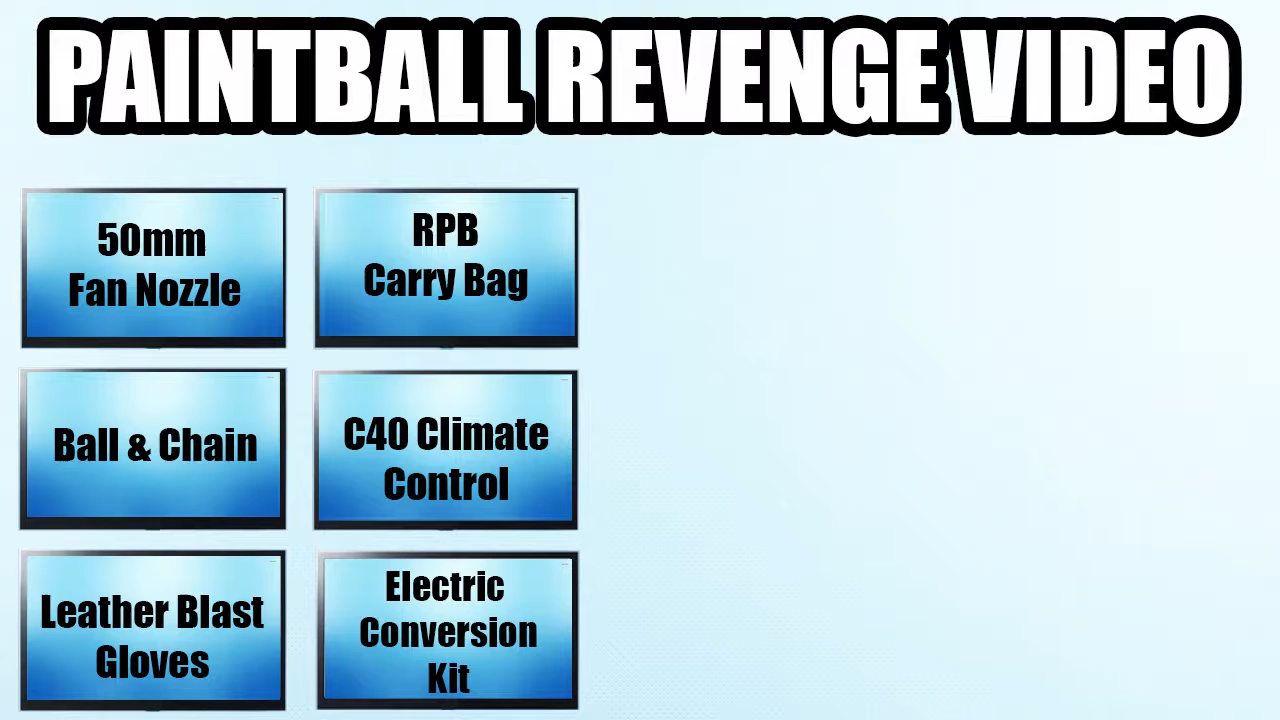 PAINTBALL REVENGE VIDEO
50mm
Fan Nozzle
RPB
Carry Bag
Ball & Chain
C40 Climate
Control
Leather Blast
Gloves
Electric
Conversion
Kit